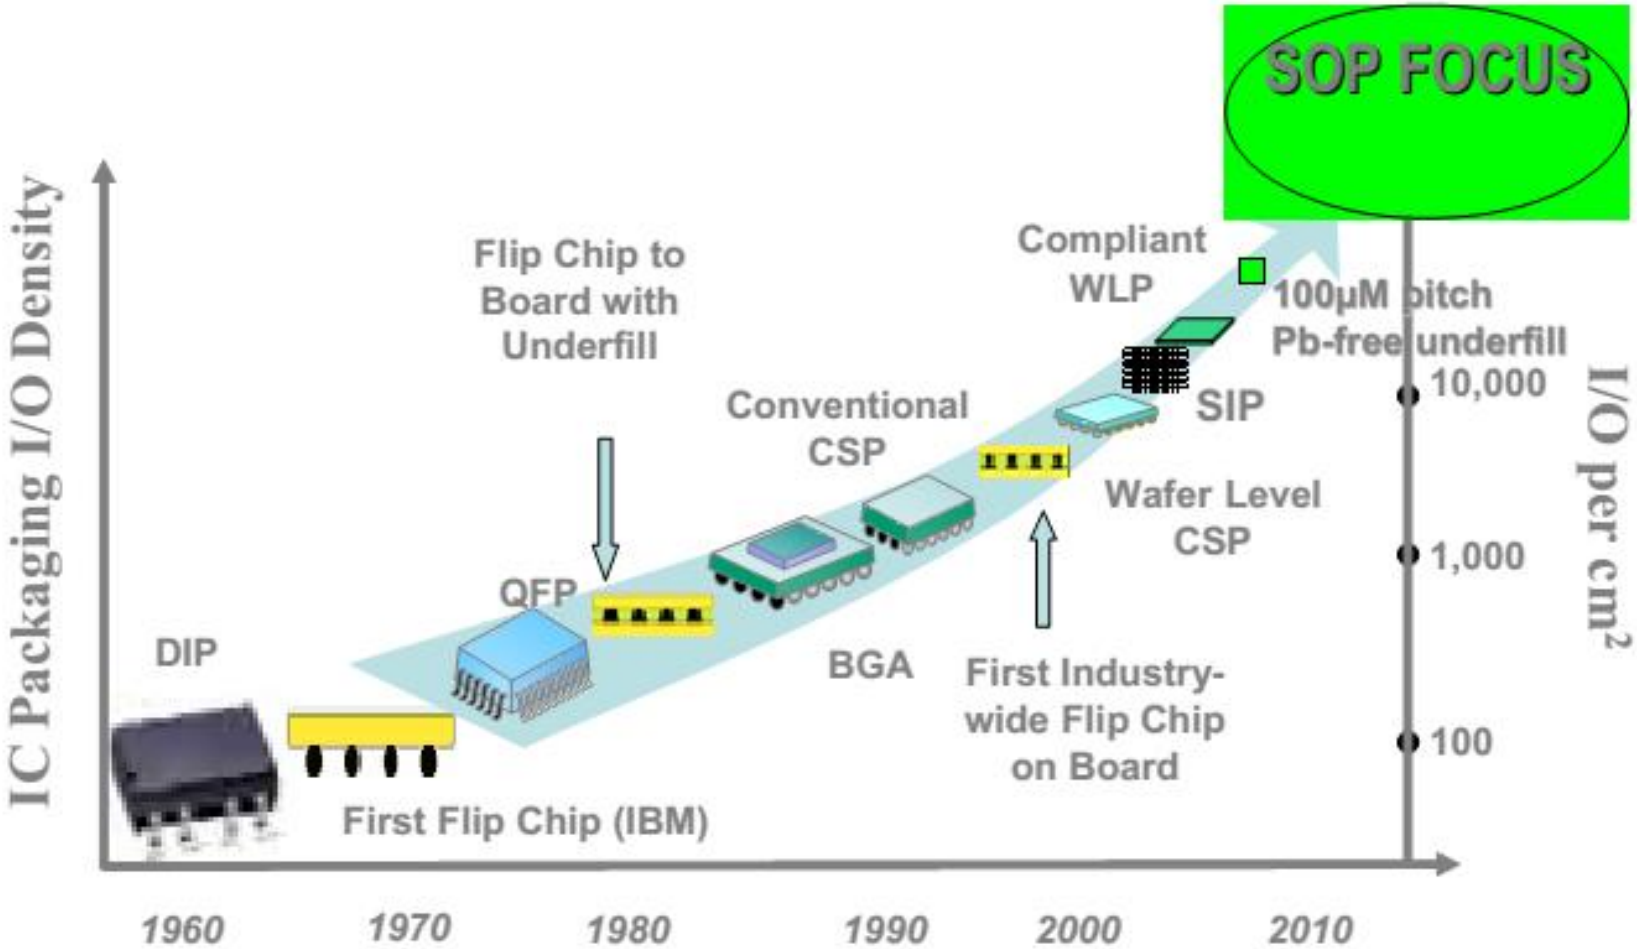 SOP FOCUS
IC Packaging I/O Density
Flip Chip to
Board with
Underfill
Compliant
WLP
100µM pitch
Pb-free underfill
10,000
I/O per cm²
Conventional
CSP
SIP
Wafer Level
CSP
1,000
QFP
DIP
BGA
First Industry-
wide Flip Chip
on Board
100
First Flip Chip (IBM)
1960
1970
1980
1990
2000
2010